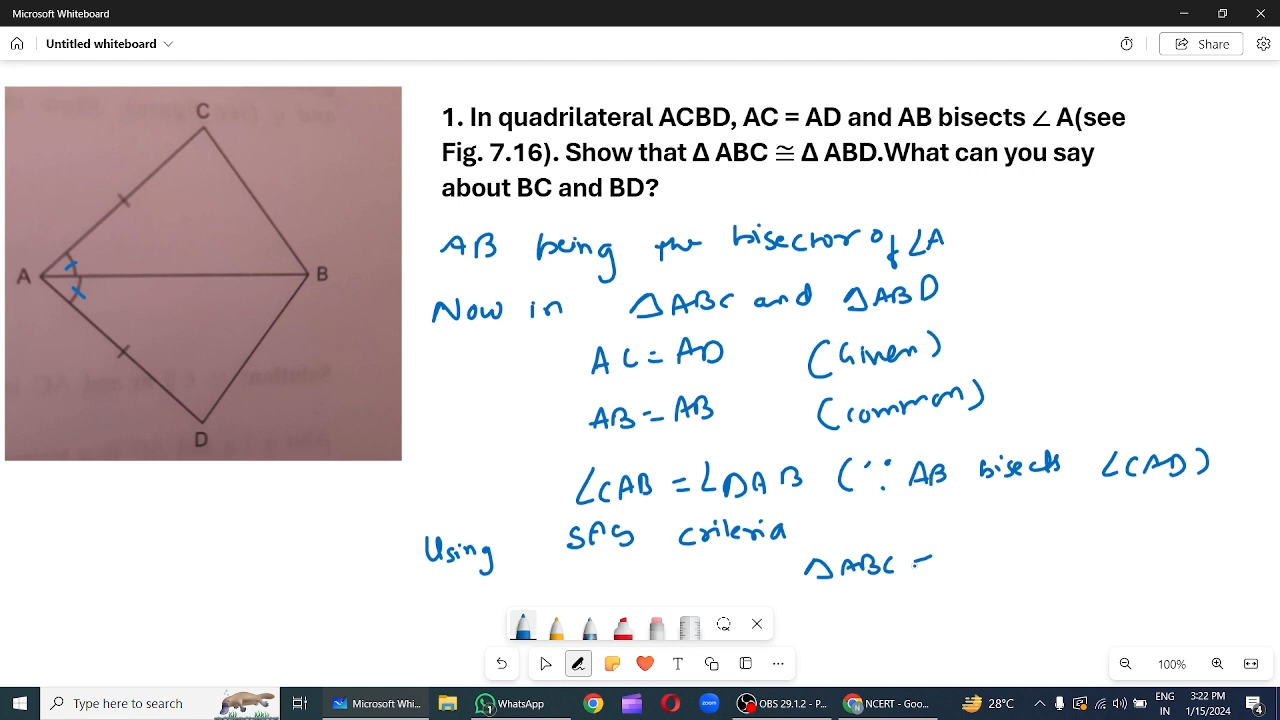 Microsoft Whiteboard
Untitled whiteboard
Share
C
A
B
D
1. In quadrilateral ACBD, AC = AD and AB bisects ∠ A(see
Fig. 7.16). Show that Δ ABC ≅ Δ ABD.What can you say
about BC and BD?
AB being the bisector of ∠A
Now in ΔABC and ΔABD
AC = AD (Given)
AB = AB (common)
∠CAB = ∠DAB (∵ AB bisects ∠CAD)
Using SAS criteria
ΔABC =
100%
Type here to search
Microsoft Whi...
WhatsApp
zoom
OBS 29.1.2 - P...
NCERT - Goo...
28°C
ENG
IN
3:22 PM
1/15/2024